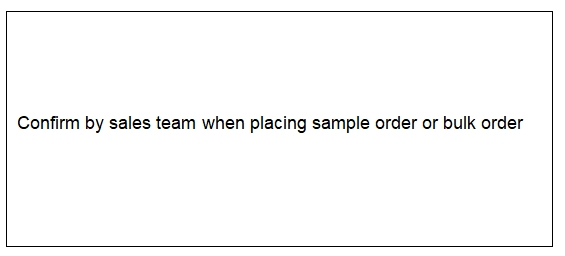 Confirm by sales team when placing sample order or bulk order